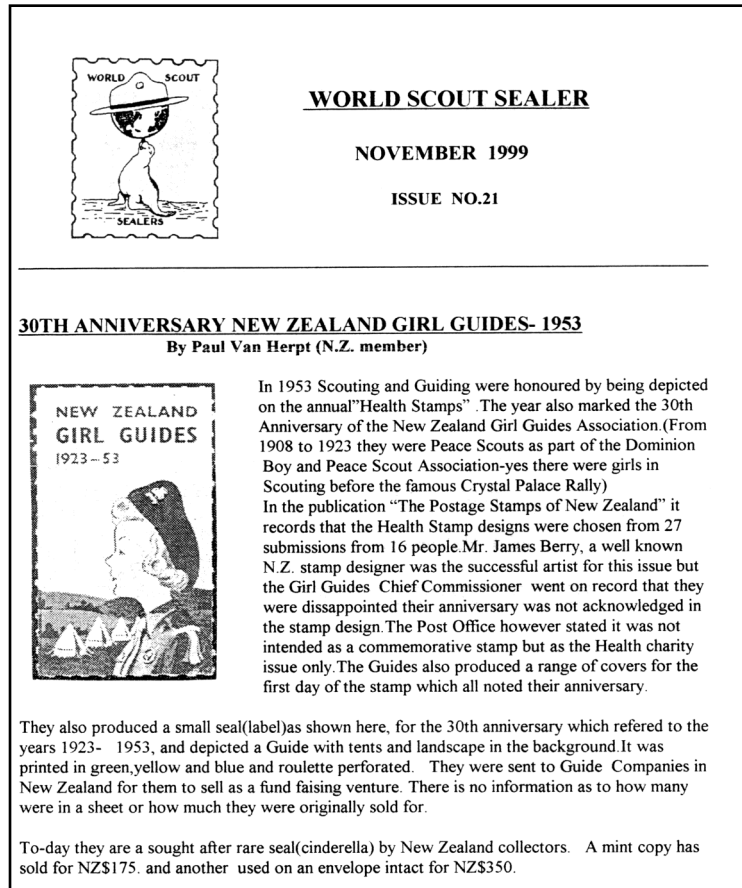 WORLD SCOUT
SEALERS
WORLD SCOUT SEALER
NOVEMBER 1999
ISSUE NO.21
30TH ANNIVERSARY NEW ZEALAND GIRL GUIDES- 1953
By Paul Van Herpt (N.Z. member)
NEW ZEALAND
GIRL GUIDES
1923-53
In 1953 Scouting and Guiding were honoured by being depicted
on the annual"Health Stamps" .The year also marked the 30th
Anniversary of the New Zealand Girl Guides Association.(From
1908 to 1923 they were Peace Scouts as part of the Dominion
Boy and Peace Scout Association-yes there were girls in
Scouting before the famous Crystal Palace Rally)
In the publication “The Postage Stamps of New Zealand” it
records that the Health Stamp designs were chosen from 27
submissions from 16 people.Mr. James Berry, a well known
N.Z. stamp designer was the successful artist for this issue but
the Girl Guides Chief Commissioner went on record that they
were dissappointed their anniversary was not acknowledged in
the stamp design.The Post Office however stated it was not
intended as a commemorative stamp but as the Health charity
issue only.The Guides also produced a range of covers for the
first day of the stamp which all noted their anniversary.
They also produced a small seal(label)as shown here, for the 30th anniversary which refered to the
years 1923- 1953, and depicted a Guide with tents and landscape in the background.It was
printed in green,yellow and blue and roulette perforated. They were sent to Guide Companies in
New Zealand for them to sell as a fund faising venture. There is no information as to how many
were in a sheet or how much they were originally sold for.
To-day they are a sought after rare seal(cinderella) by New Zealand collectors. A mint copy has
sold for NZ$175. and another used on an envelope intact for NZ$350.